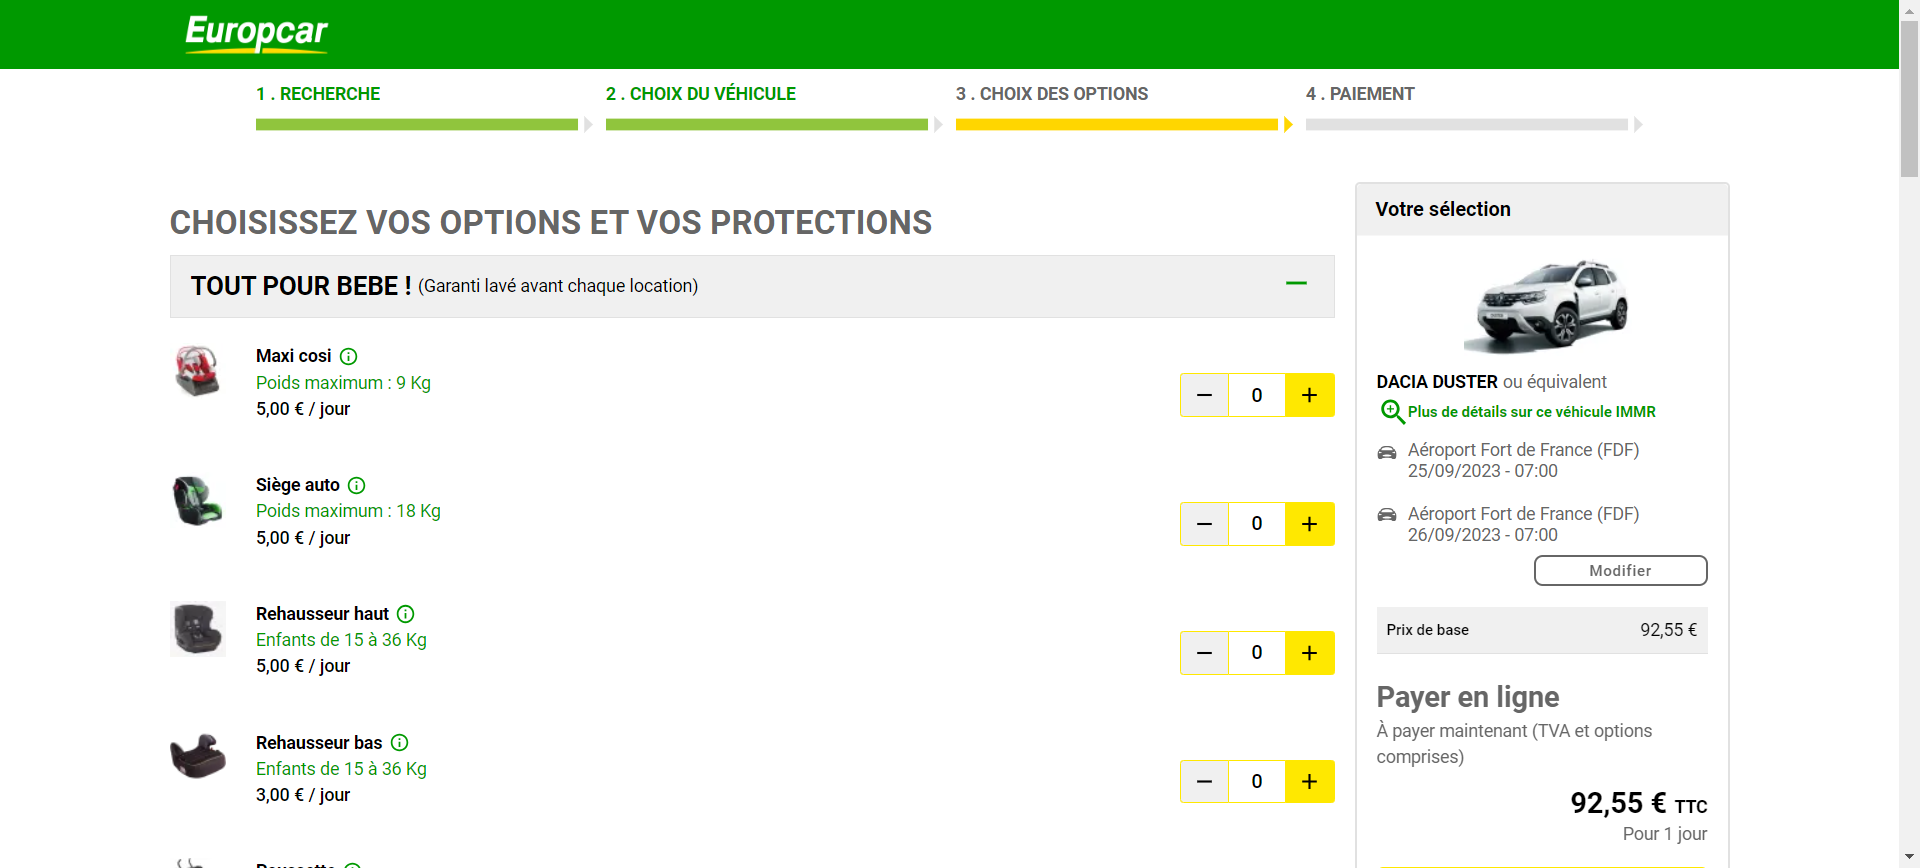 Europcar
1 . RECHERCHE
2 . CHOIX DU VÉHICULE
3 . CHOIX DES OPTIONS
4 . PAIEMENT
CHOISISSEZ VOS OPTIONS ET VOS PROTECTIONS
TOUT POUR BEBE ! (Garanti lavé avant chaque location)
Maxi cosi
Poids maximum : 9 Kg
5,00 € / jour
0
Siège auto
Poids maximum : 18 Kg
5,00 € / jour
0
Rehausseur haut
Enfants de 15 à 36 Kg
5,00 € / jour
0
Rehausseur bas
Enfants de 15 à 36 Kg
3,00 € / jour
0
Votre sélection
DACIA DUSTER ou équivalent
Plus de détails sur ce véhicule IMMR
Aéroport Fort de France (FDF)
25/09/2023 - 07:00
Aéroport Fort de France (FDF)
26/09/2023 - 07:00
Modifier
Prix de base 92,55 €
Payer en ligne
À payer maintenant (TVA et options
comprises)
92,55 € TTC
Pour 1 jour